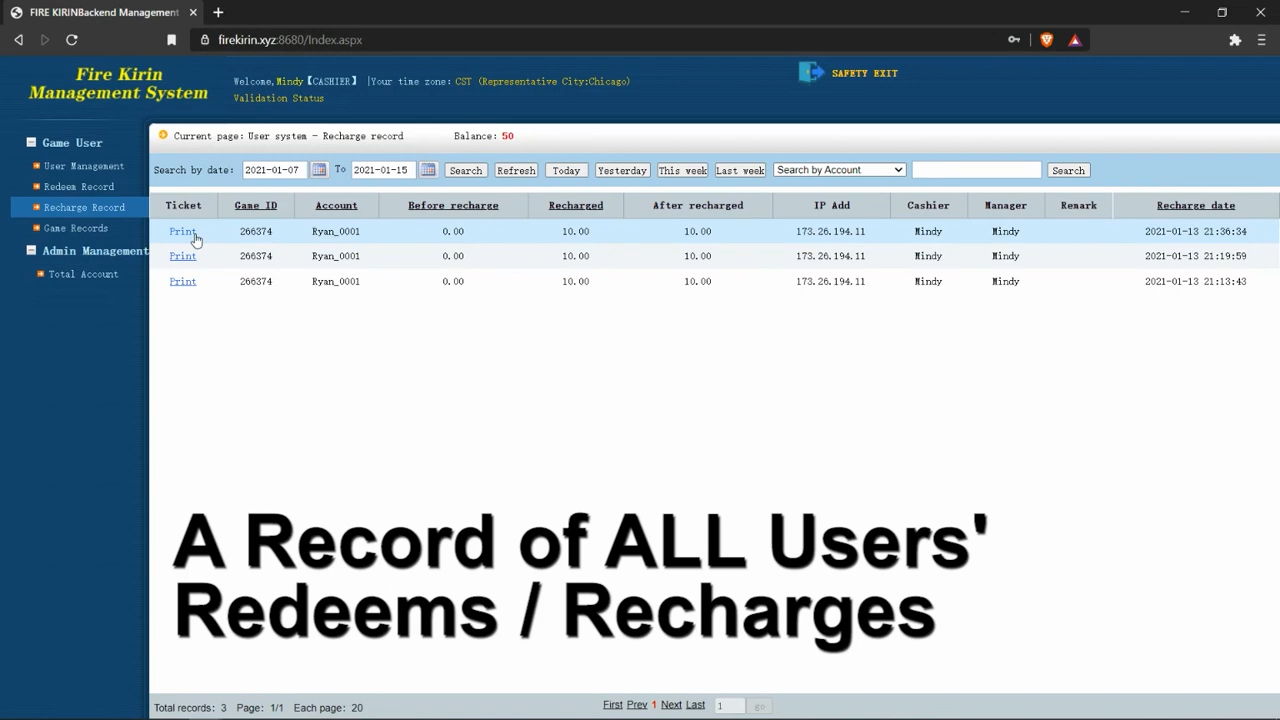 FIRE KIRINBackend Management
firekirin.xyz:8680/Index.aspx
Fire Kirin
Management System
Welcome,Mindy【CASHIER】 |Your time zone: CST (Representative City:Chicago)
Validation Status
SAFETY EXIT
Game User
User Management
Redeem Record
Recharge Record
Game Records
Admin Management
Total Account
Current page: User system - Recharge record Balance: 50
Search by date: 2021-01-07 To 2021-01-15 Search Refresh Today Yesterday This week Last week Search by Account Search
Ticket Game ID Account Before recharge Recharged After recharged IP Add Cashier Manager Remark Recharge date
Print 266374 Ryan_0001 0.00 10.00 10.00 173.26.194.11 Mindy Mindy 2021-01-13 21:36:34
Print 266374 Ryan_0001 0.00 10.00 10.00 173.26.194.11 Mindy Mindy 2021-01-13 21:19:59
Print 266374 Ryan_0001 0.00 10.00 10.00 173.26.194.11 Mindy Mindy 2021-01-13 21:13:43
A Record of ALL Users'
Redeems / Recharges
Total records: 3 Page: 1/1 Each page: 20 First Prev 1 Next Last 1 go